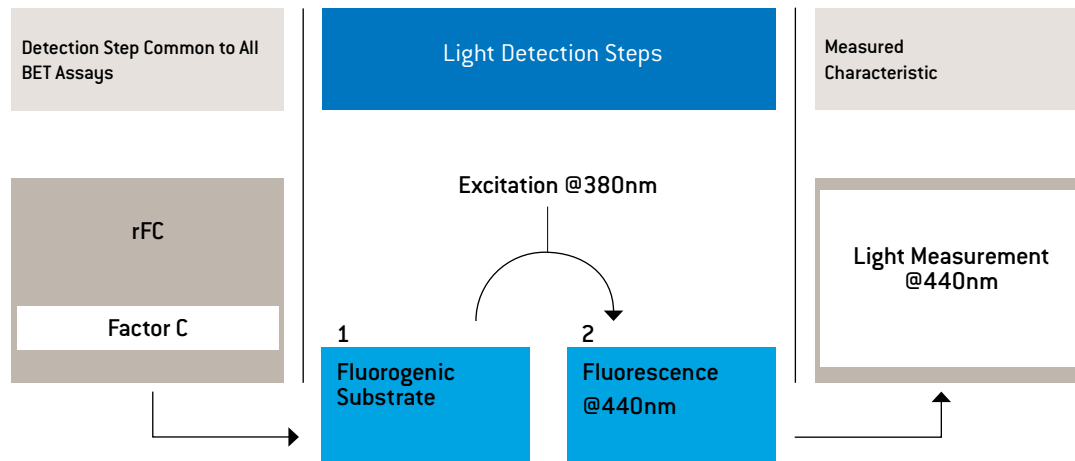 Detection Step Common to All
BET Assays
Light Detection Steps
Measured
Characteristic
Excitation @380nm
rFC
Factor C
1
Fluorogenic
Substrate
2
Fluorescence
@440nm
Light Measurement
@440nm